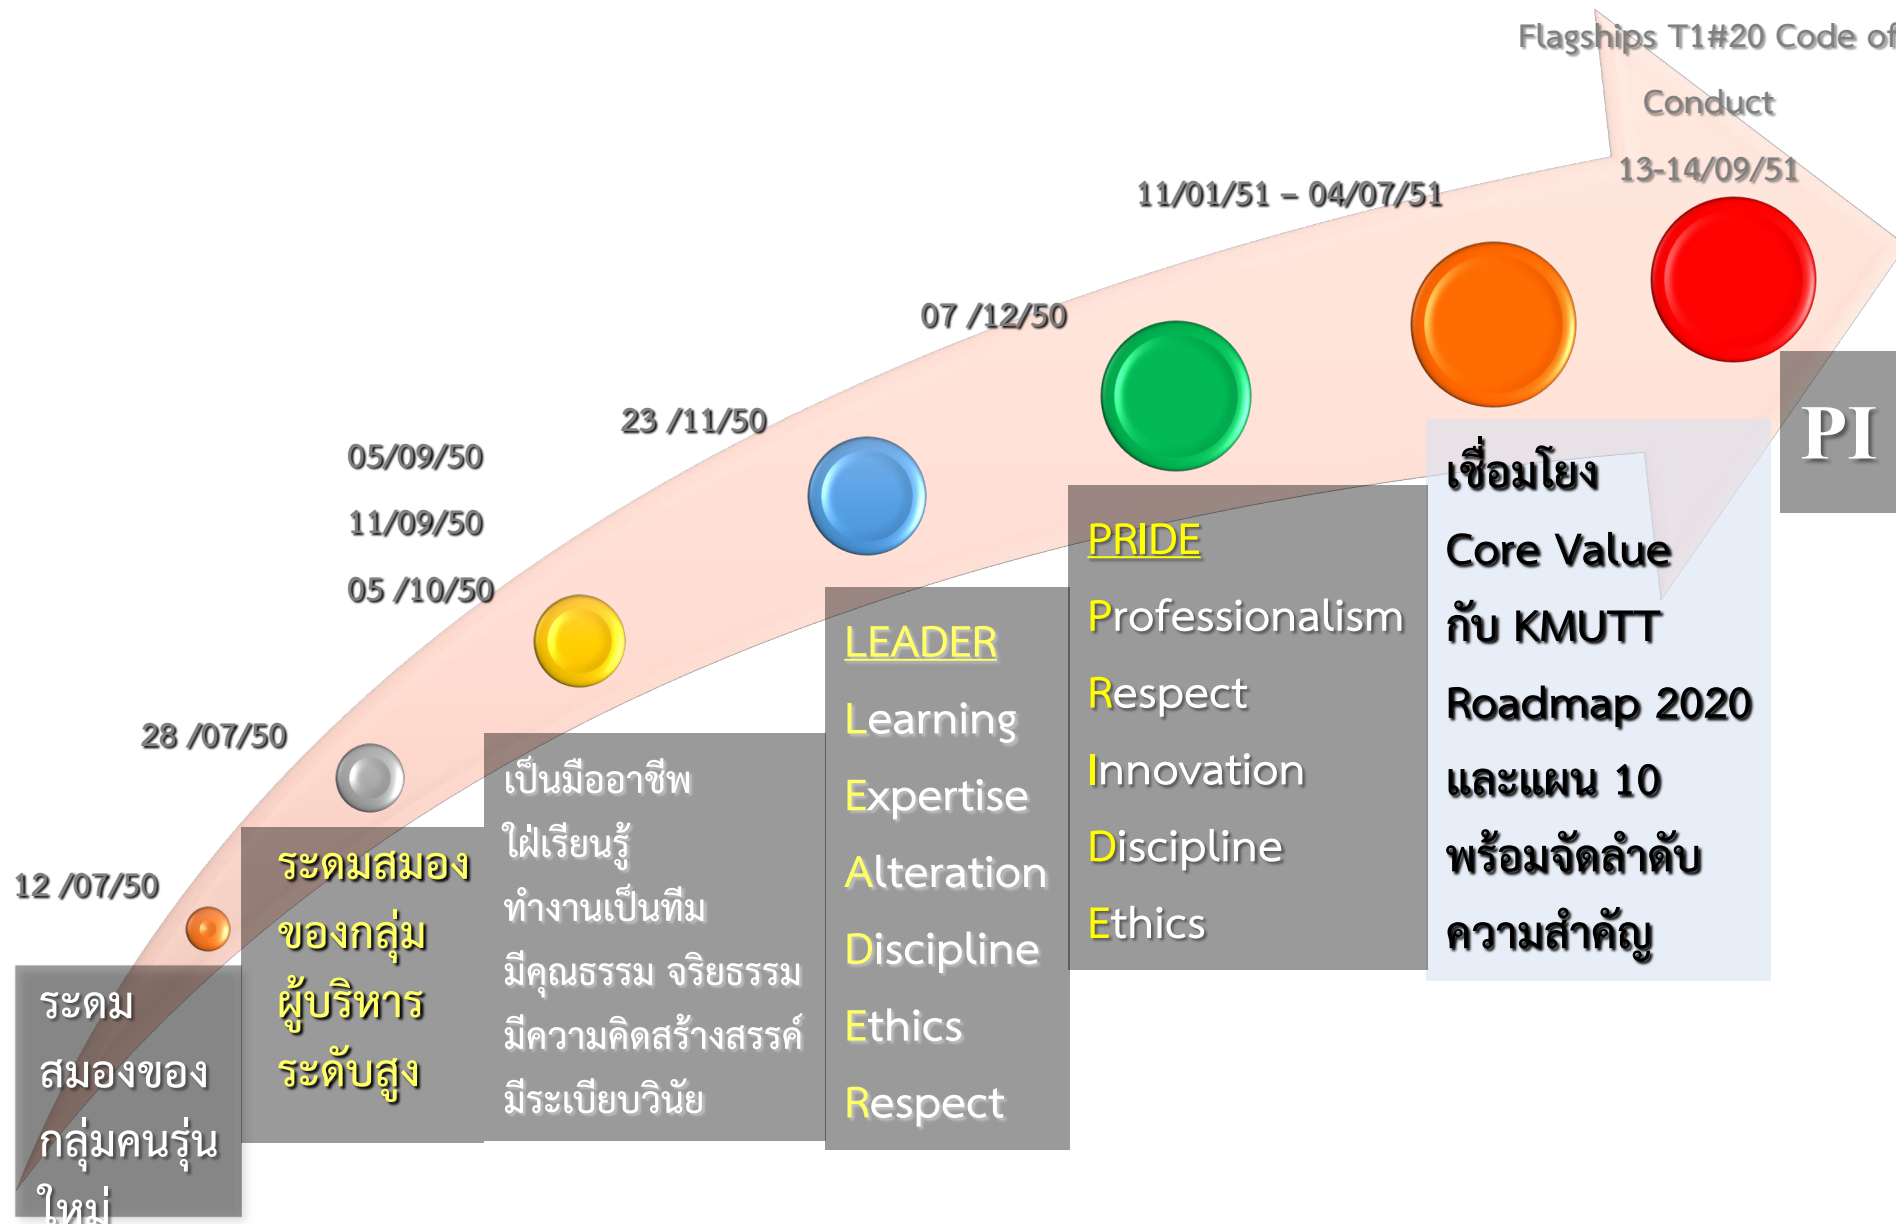 Flagships T1#20 Code of
Conduct
13-14/09/51
11/01/51 – 04/07/51
07 /12/50
23 /11/50
05/09/50
11/09/50
05 /10/50
28 /07/50
12 /07/50
ระดม
สมองของ
กลุ่มคนรุ่น
ใหม่
ระดมสมอง
ของกลุ่ม
ผู้บริหาร
ระดับสูง
เป็นมืออาชีพ
ใฝ่เรียนรู้
ทำงานเป็นทีม
มีคุณธรรม จริยธรรม
มีความคิดสร้างสรรค์
มีระเบียบวินัย
LEADER
Learning
Expertise
Alteration
Discipline
Ethics
Respect
PRIDE
Professionalism
Respect
Innovation
Discipline
Ethics
เชื่อมโยง
Core Value
กับ KMUTT
Roadmap 2020
และแผน 10
พร้อมจัดลำดับ
ความสำคัญ
PI